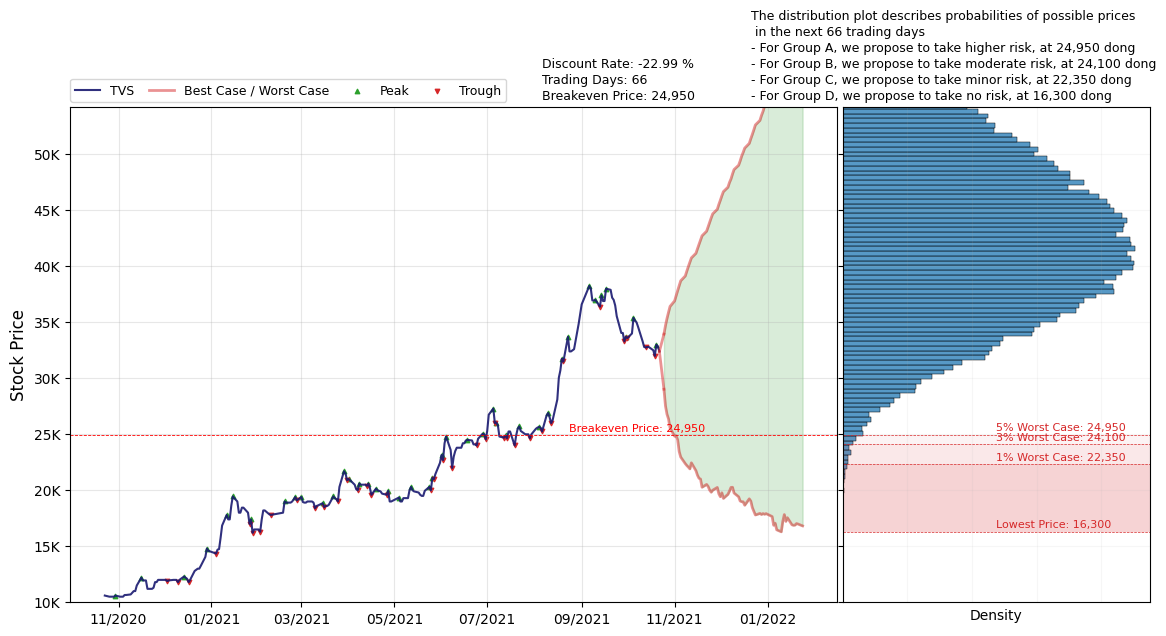 The distribution plot describes probabilities of possible prices
in the next 66 trading days
- For Group A, we propose to take higher risk, at 24,950 dong
- For Group B, we propose to take moderate risk, at 24,100 dong
- For Group C, we propose to take minor risk, at 22,350 dong
- For Group D, we propose to take no risk, at 16,300 dong
Discount Rate: -22.99 %
Trading Days: 66
Breakeven Price: 24,950
TVS Best Case / Worst Case Peak Trough
Stock Price
50K
45K
40K
35K
30K
25K
20K
15K
10K
Breakeven Price: 24,950
5% Worst Case: 24,950
3% Worst Case: 24,100
1% Worst Case: 22,350
Lowest Price: 16,300
11/2020 01/2021 03/2021 05/2021 07/2021 09/2021 11/2021 01/2022
Density